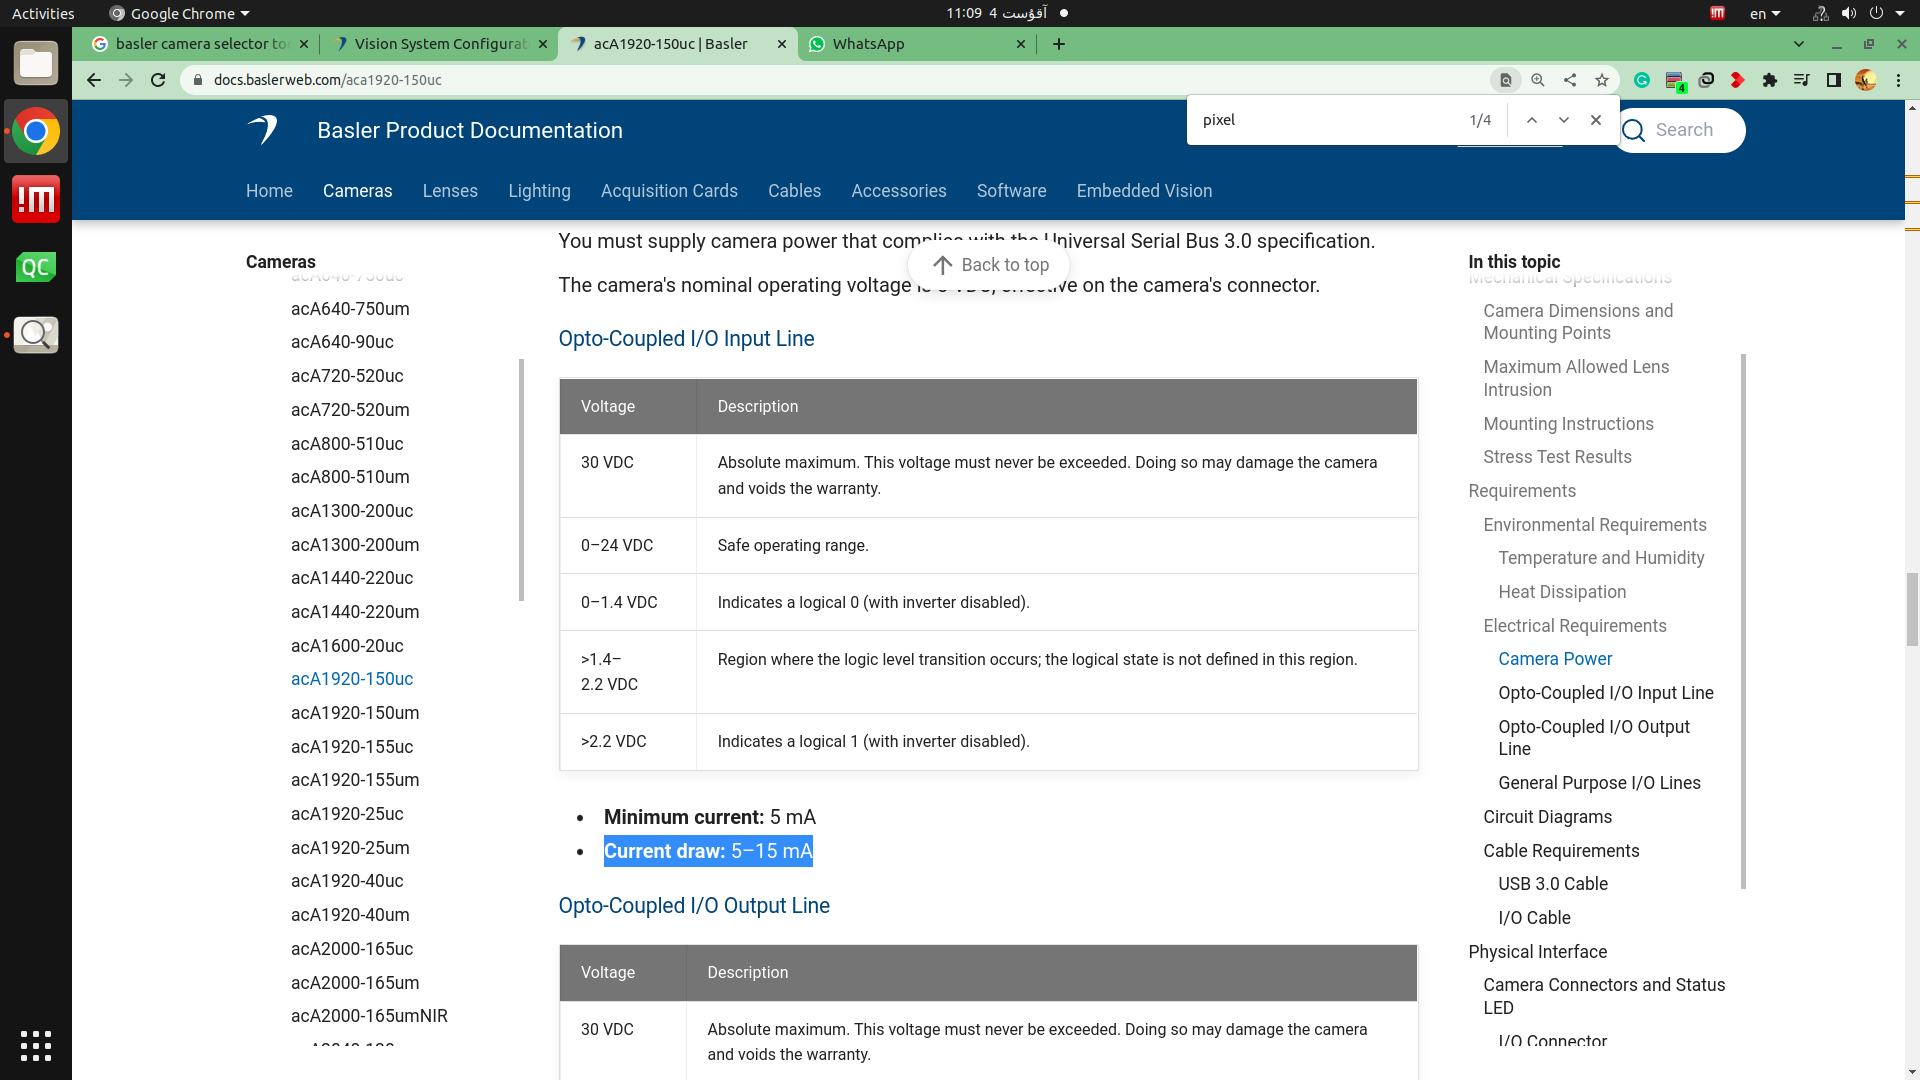 Activities
Google Chrome
11:09 4 آقۇست
en
basler camera selector to
Vision System Configurat
acA1920-150uc | Basler
WhatsApp
docs.baslerweb.com/aca1920-150uc
4
pixel
1/4
Basler Product Documentation
Search
Home
Cameras
Lenses
Lighting
Acquisition Cards
Cables
Accessories
Software
Embedded Vision
Cameras
acA640-750uc
acA640-750um
acA640-90uc
acA720-520uc
acA720-520um
acA800-510uc
acA800-510um
acA1300-200uc
acA1300-200um
acA1440-220uc
acA1440-220um
acA1600-20uc
acA1920-150uc
acA1920-150um
acA1920-155uc
acA1920-155um
acA1920-25uc
acA1920-25um
acA1920-40uc
acA1920-40um
acA2000-165uc
acA2000-165um
acA2000-165umNIR
You must supply camera power that complies with the Universal Serial Bus 3.0 specification.
Back to top
The camera's nominal operating voltage is 5 VDC, effective on the camera's connector.
Opto-Coupled I/O Input Line
Voltage
Description
30 VDC
Absolute maximum. This voltage must never be exceeded. Doing so may damage the camera
and voids the warranty.
0–24 VDC
Safe operating range.
0–1.4 VDC
Indicates a logical 0 (with inverter disabled).
>1.4–
2.2 VDC
Region where the logic level transition occurs; the logical state is not defined in this region.
>2.2 VDC
Indicates a logical 1 (with inverter disabled).
Minimum current: 5 mA
Current draw: 5–15 mA
Opto-Coupled I/O Output Line
Voltage
Description
30 VDC
Absolute maximum. This voltage must never be exceeded. Doing so may damage the camera
and voids the warranty.
In this topic
Mechanical Specifications
Camera Dimensions and
Mounting Points
Maximum Allowed Lens
Intrusion
Mounting Instructions
Stress Test Results
Requirements
Environmental Requirements
Temperature and Humidity
Heat Dissipation
Electrical Requirements
Camera Power
Opto-Coupled I/O Input Line
Opto-Coupled I/O Output
Line
General Purpose I/O Lines
Circuit Diagrams
Cable Requirements
USB 3.0 Cable
I/O Cable
Physical Interface
Camera Connectors and Status
LED
I/O Connector
!M
QC